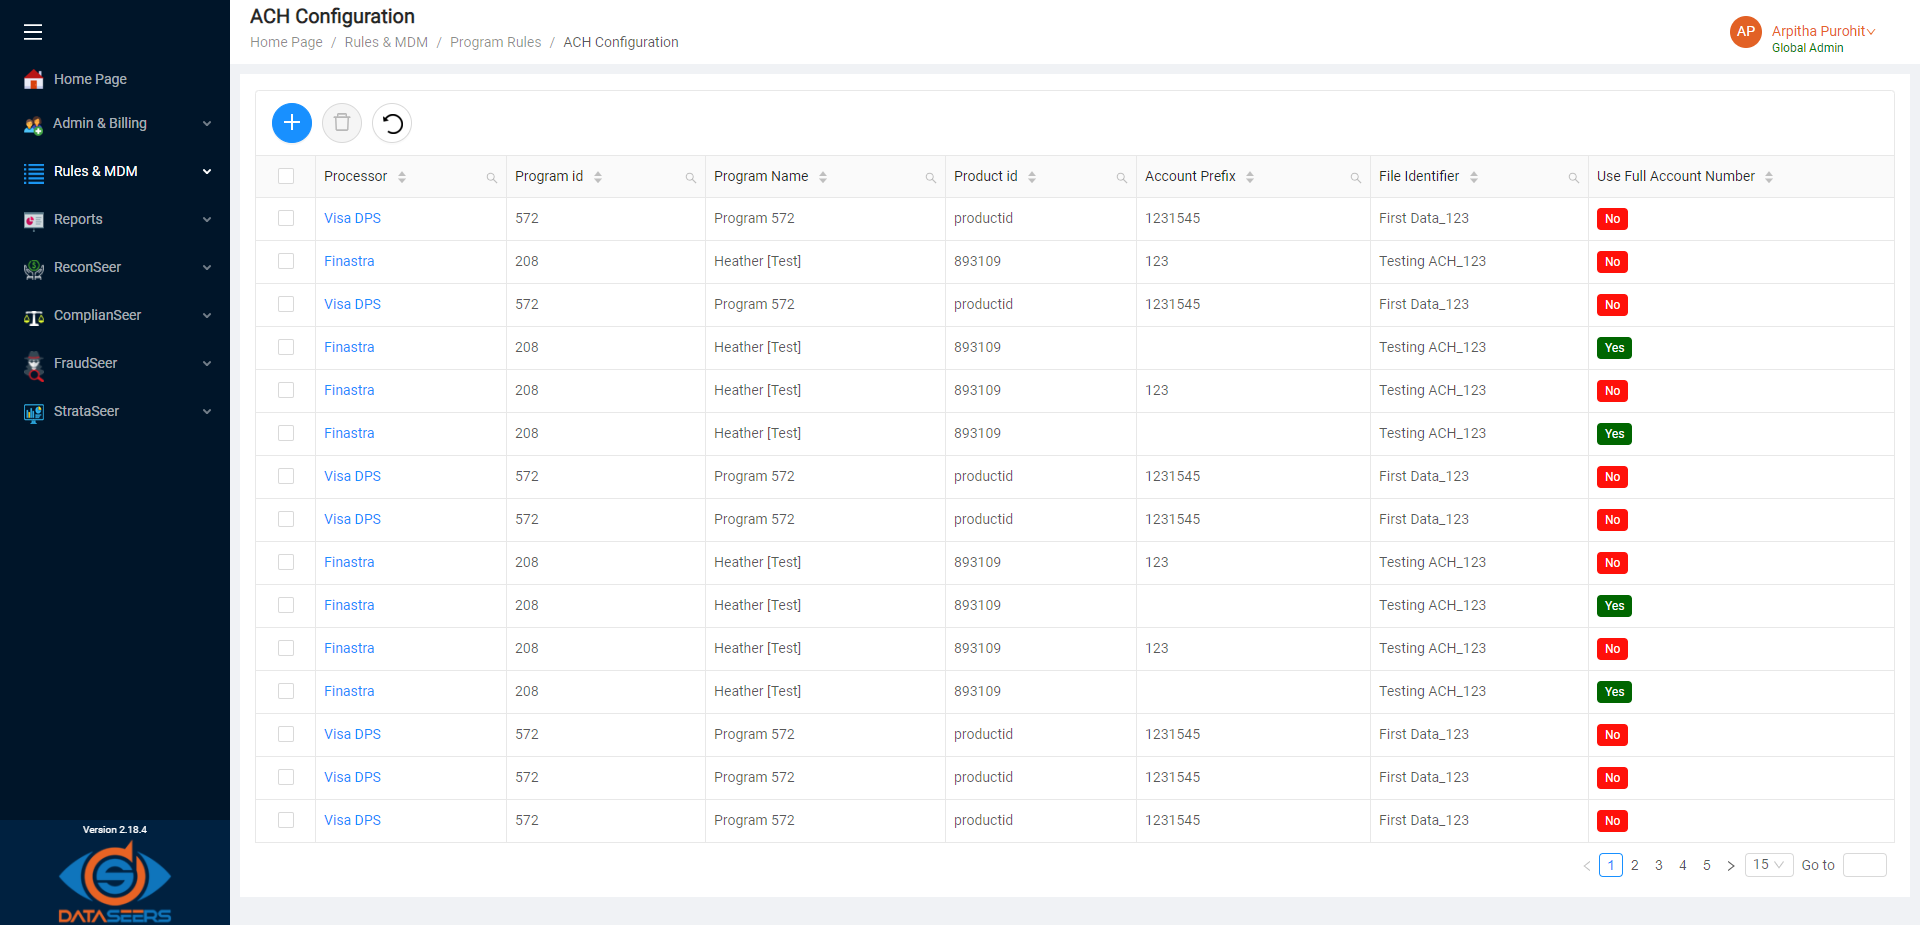 ACH Configuration
Home Page / Rules & MDM / Program Rules / ACH Configuration
AP
Arpitha Purohit
Global Admin
Home Page
Admin & Billing
Rules & MDM
Reports
ReconSeer
ComplianSeer
FraudSeer
StrataSeer
Version 2.18.4
DATASEERS
Processor Program id Program Name Product id Account Prefix File Identifier Use Full Account Number
Visa DPS 572 Program 572 productid 1231545 First Data_123 No
Finastra 208 Heather [Test] 893109 123 Testing ACH_123 No
Visa DPS 572 Program 572 productid 1231545 First Data_123 No
Finastra 208 Heather [Test] 893109 Testing ACH_123 Yes
Finastra 208 Heather [Test] 893109 123 Testing ACH_123 No
Finastra 208 Heather [Test] 893109 Testing ACH_123 Yes
Visa DPS 572 Program 572 productid 1231545 First Data_123 No
Visa DPS 572 Program 572 productid 1231545 First Data_123 No
Finastra 208 Heather [Test] 893109 123 Testing ACH_123 No
Finastra 208 Heather [Test] 893109 Testing ACH_123 Yes
Finastra 208 Heather [Test] 893109 123 Testing ACH_123 No
Finastra 208 Heather [Test] 893109 Testing ACH_123 Yes
Visa DPS 572 Program 572 productid 1231545 First Data_123 No
Visa DPS 572 Program 572 productid 1231545 First Data_123 No
Visa DPS 572 Program 572 productid 1231545 First Data_123 No
< 1 2 3 4 5 > 15 Go to